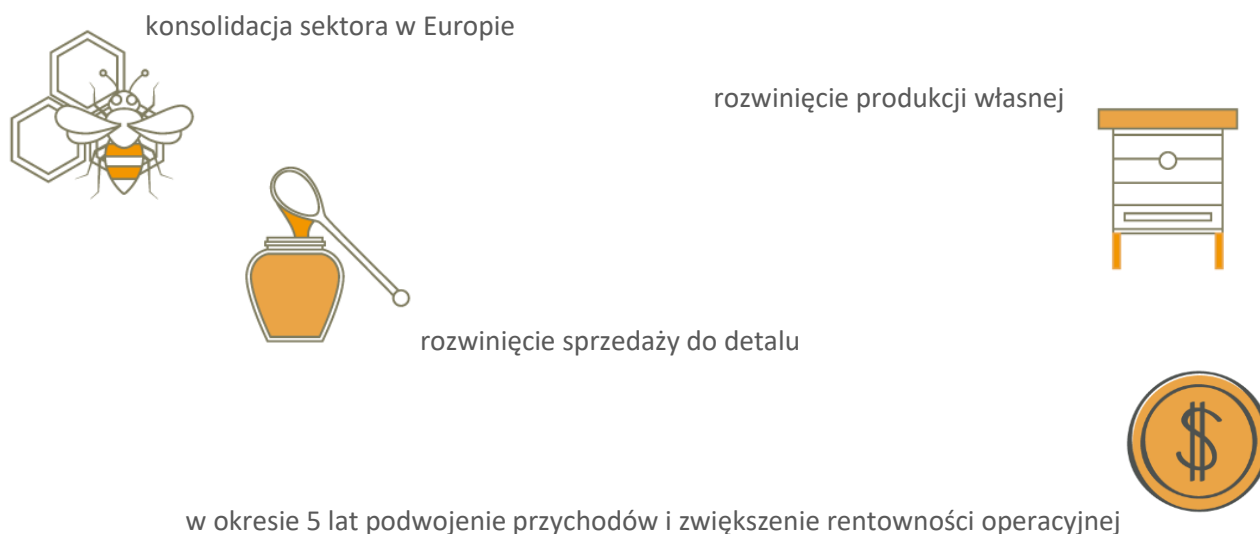 konsolidacja sektora w Europie
rozwinięcie produkcji własnej
rozwinięcie sprzedaży do detalu
w okresie 5 lat podwojenie przychodów i zwiększenie rentowności operacyjnej